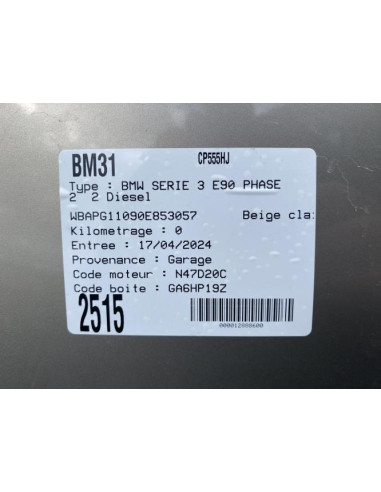 BM31 CP555HJ
Type : BMW SERIE 3 E90 PHASE
2 2 Diesel
WBAPG11090E853057 Beige cla
Kilometrage : 0
Entree : 17/04/2024
Provenance : Garage
Code moteur : N47D20C
Code boite : GA6HP19Z
2515
000012888600